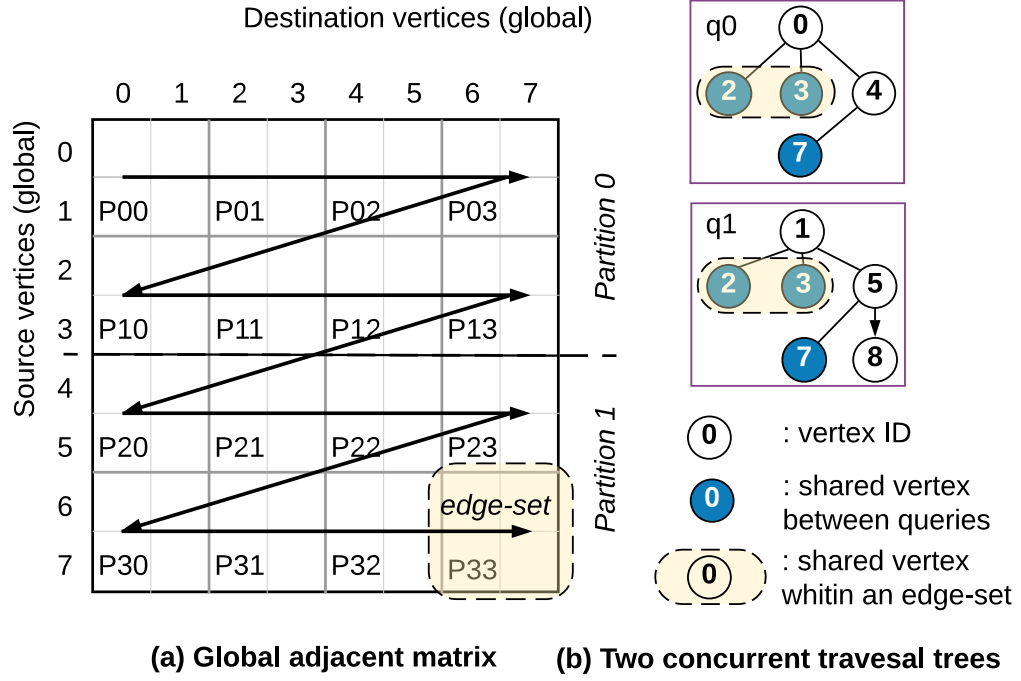 Destination vertices (global)
0 1 2 3 4 5 6 7
Source vertices (global)
0
1
2
3
4
5
6
7
P00 P01 P02 P03
P10 P11 P12 P13
P20 P21 P22 P23
edge-set
P30 P31 P32 P33
Partition 0
Partition 1
(a) Global adjacent matrix
q0
0
2 3 4
7
q1
1
2 3 5
7 8
0 : vertex ID
0 : shared vertex
between queries
0 : shared vertex
whitin an edge-set
(b) Two concurrent travesal trees